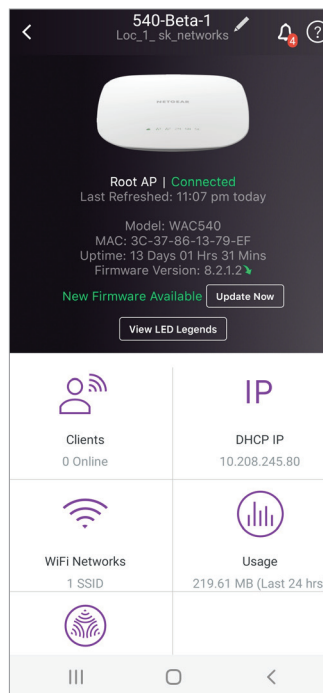 540-Beta-1
Loc_1_ sk_networks
4
?
NETGEAR
Root AP | Connected
Last Refreshed: 11:07 pm today
Model: WAC540
MAC: 3C-37-86-13-79-EF
Uptime: 13 Days 01 Hrs 31 Mins
Firmware Version: 8.2.1.2
New Firmware Available Update Now
View LED Legends
IP
Clients DHCP IP
0 Online 10.208.245.80
WiFi Networks Usage
1 SSID 219.61 MB (Last 24 hrs